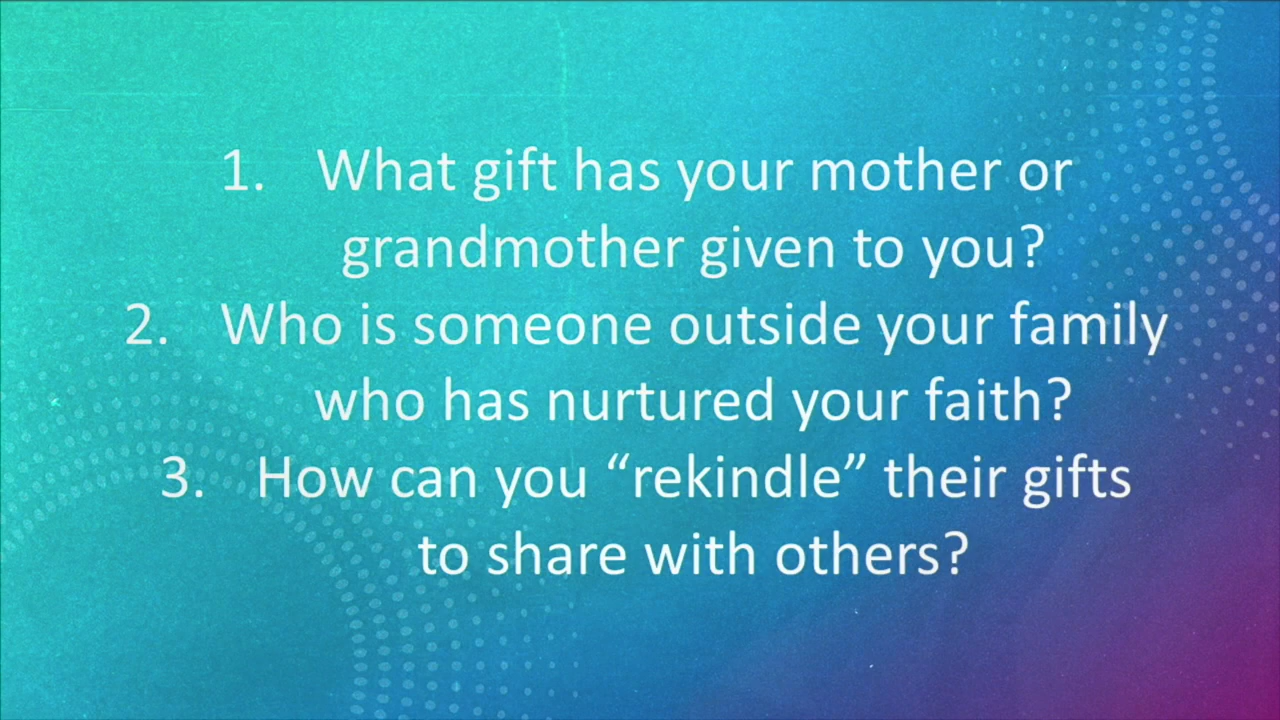 1. What gift has your mother or
grandmother given to you?
2. Who is someone outside your family
who has nurtured your faith?
3. How can you “rekindle” their gifts
to share with others?